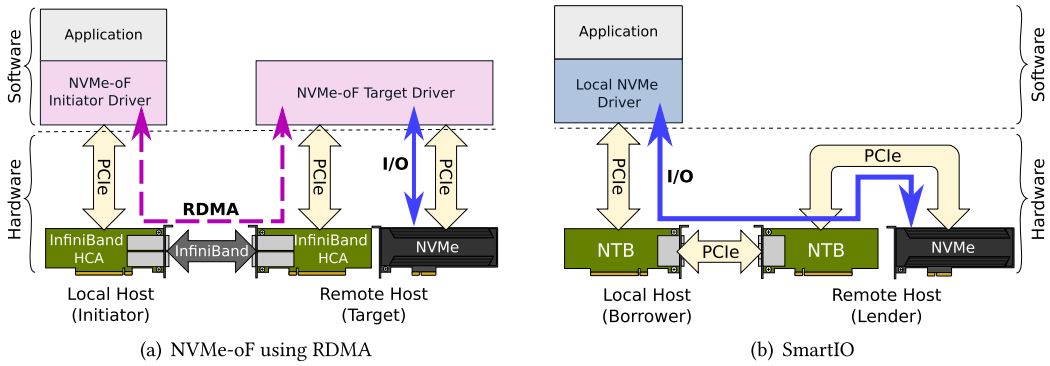 Software
Application
NVMe-oF
Initiator Driver
NVMe-oF Target Driver
Hardware
PCIe
PCIe
I/O
PCIe
RDMA
InfiniBand
HCA
InfiniBand
InfiniBand
HCA
NVMe
Local Host
(Initiator)
Remote Host
(Target)
(a) NVMe-oF using RDMA
Application
Local NVMe
Driver
Software
PCIe
I/O
PCIe
Hardware
NTB
PCIe
NTB
NVMe
Local Host
(Borrower)
Remote Host
(Lender)
(b) SmartIO